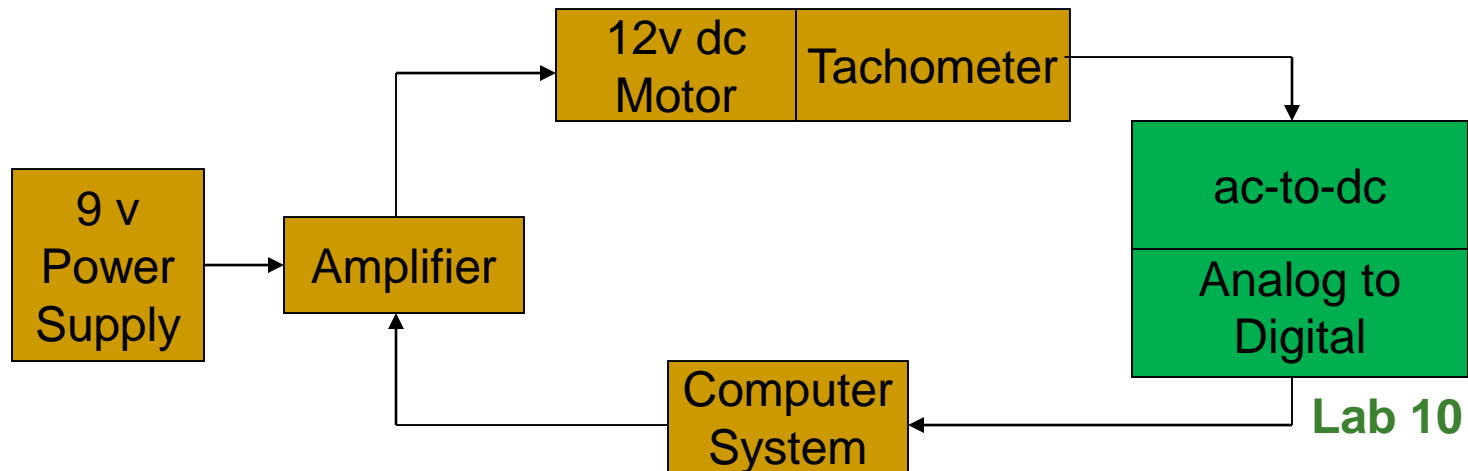 12v dc
Motor
Tachometer
9 v
Power
Supply
Amplifier
ac-to-dc
Analog to
Digital
Computer
System
Lab 10